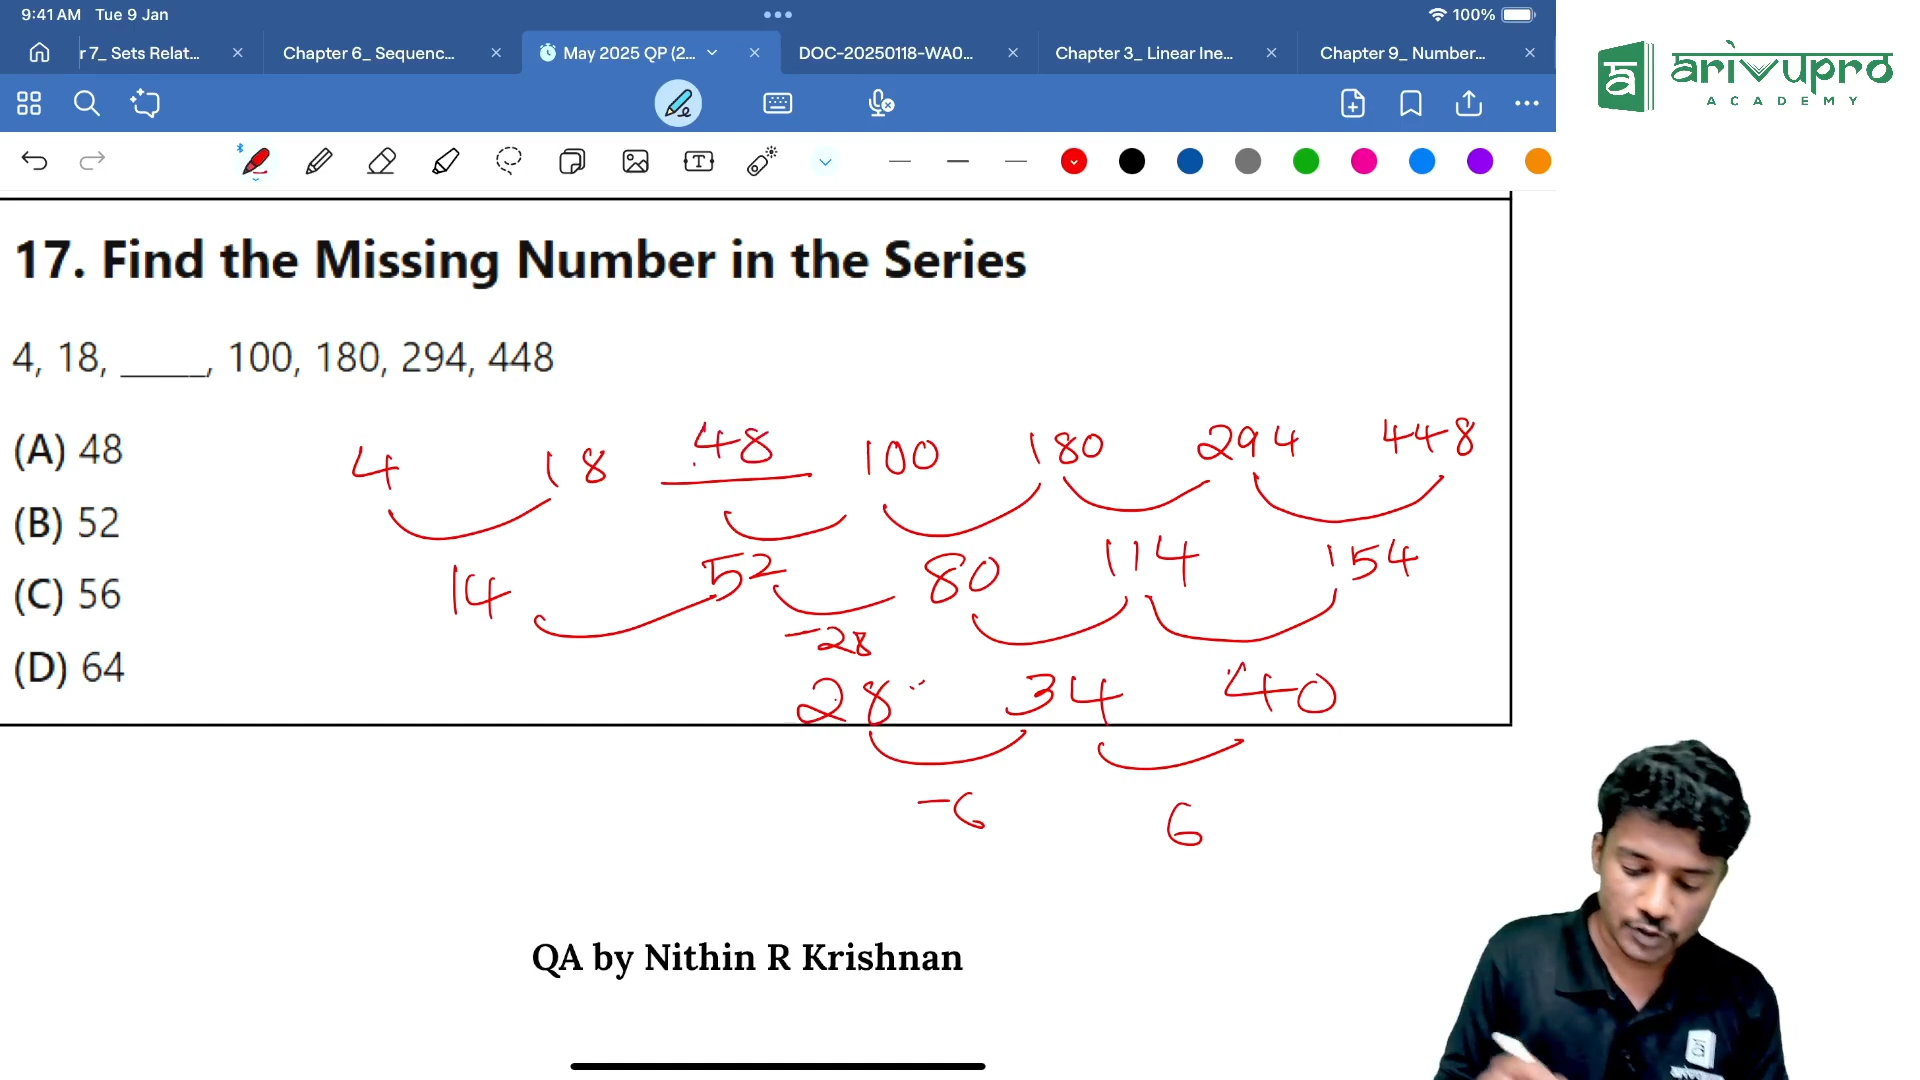 9:41 AM Tue 9 Jan
100%
r 7_ Sets Relat...
Chapter 6_ Sequenc...
May 2025 QP (2...
DOC-20250118-WA0...
Chapter 3_ Linear Ine...
Chapter 9_ Number...
arivupro
ACADEMY
17. Find the Missing Number in the Series
4, 18, _____, 100, 180, 294, 448
(A) 48
(B) 52
(C) 56
(D) 64
4 18 48 100 180 294 448
14 52 80 114 154
-28
28 34 40
-6 6
QA by Nithin R Krishnan